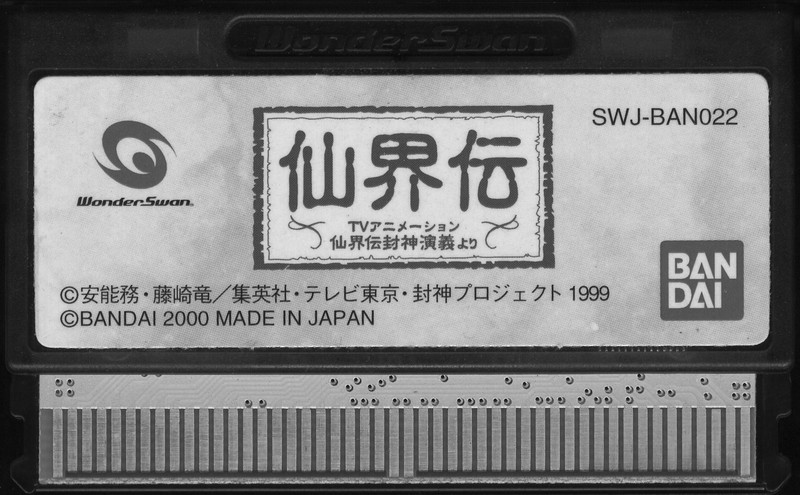 WonderSwan
SWJ-BAN022
仙界伝
TVアニメーション
仙界伝封神演義より
WonderSwan
BAN
DAI
©安能務・藤崎竜／集英社・テレビ東京・封神プロジェクト 1999
©BANDAI 2000 MADE IN JAPAN